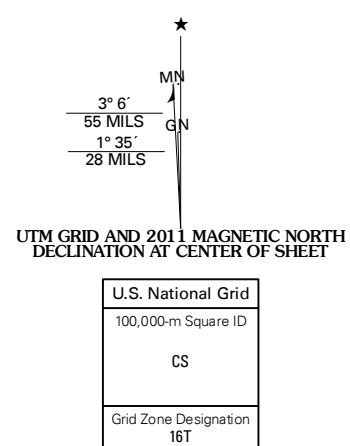 ★
MN
3° 6´
55 MILS
GN
1° 35´
28 MILS
UTM GRID AND 2011 MAGNETIC NORTH
DECLINATION AT CENTER OF SHEET
U.S. National Grid
100,000-m Square ID
CS
Grid Zone Designation
16T